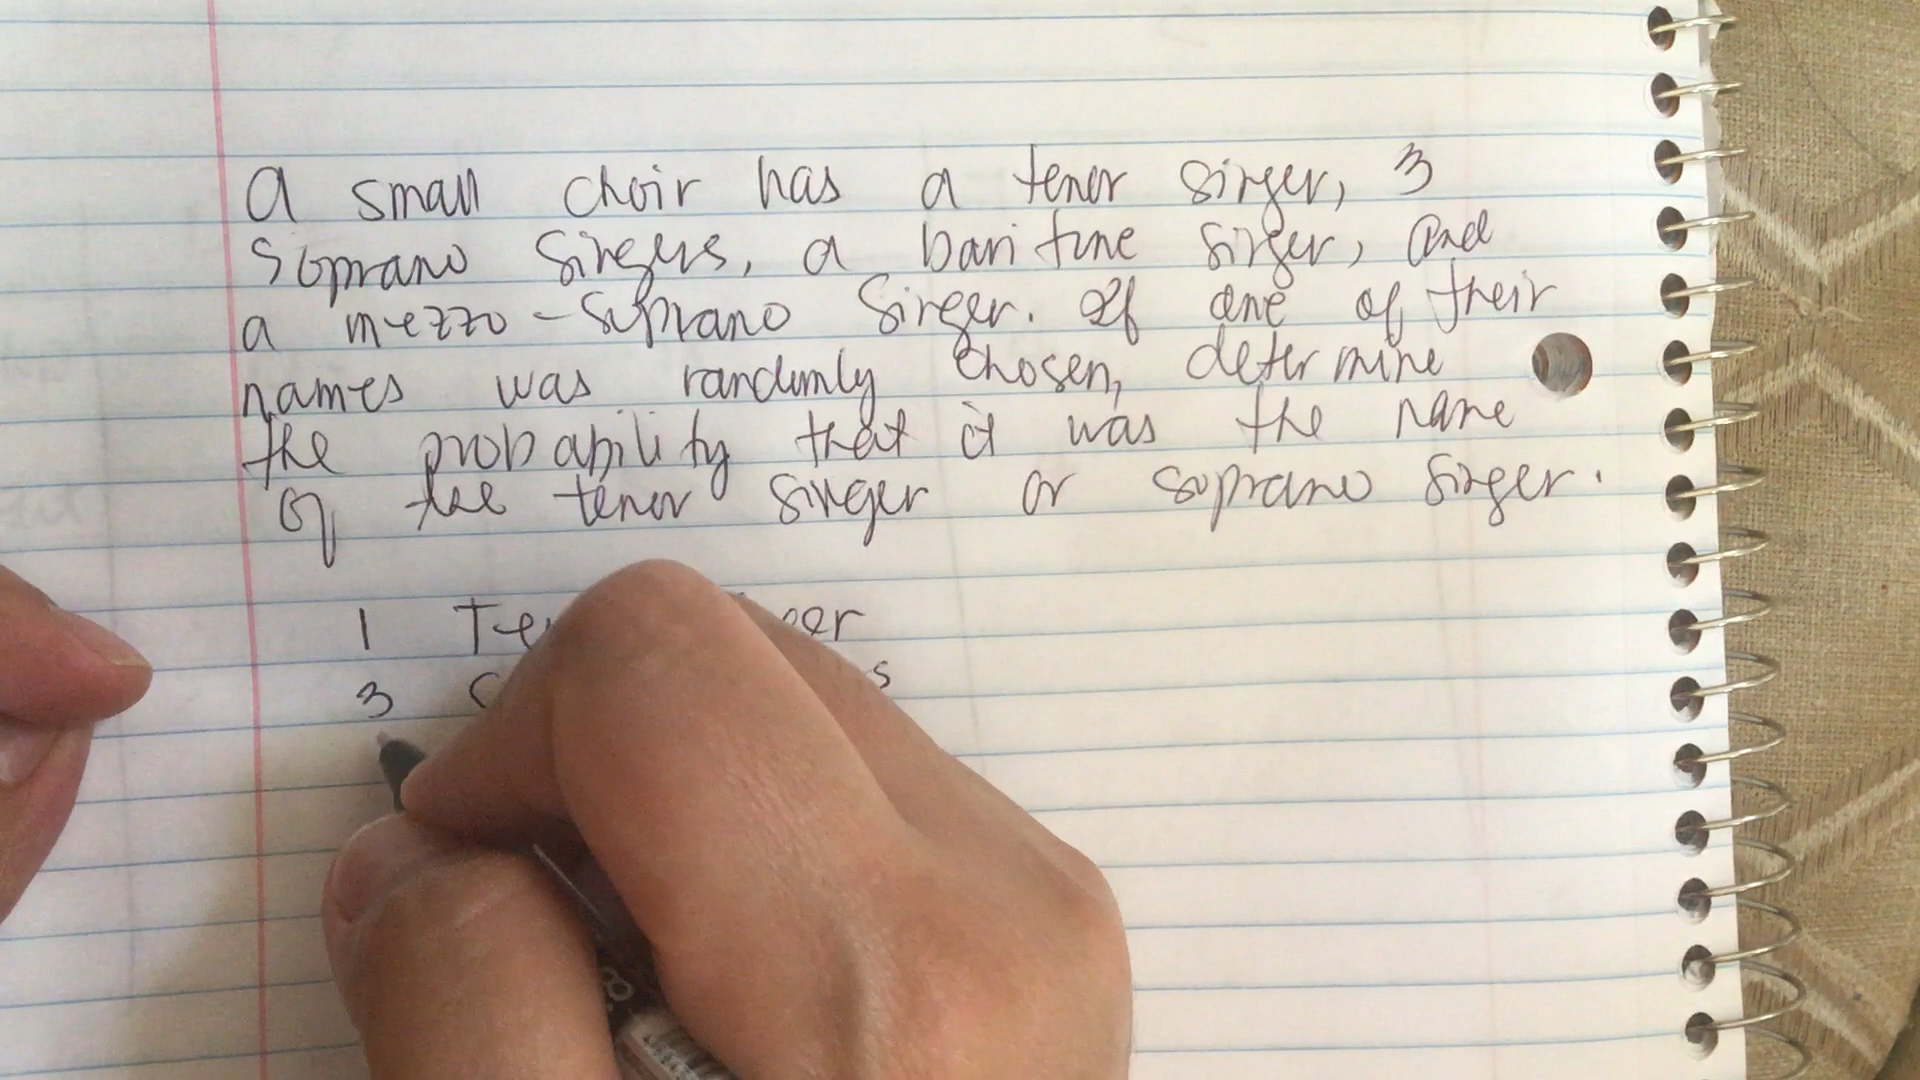 A small choir has a tenor singer, 3
soprano singers, a baritone singer, and
a mezzo-soprano singer. If one of their
names was randomly chosen, determine
the probability that it was the name
of the tenor singer or soprano singer.
1
3